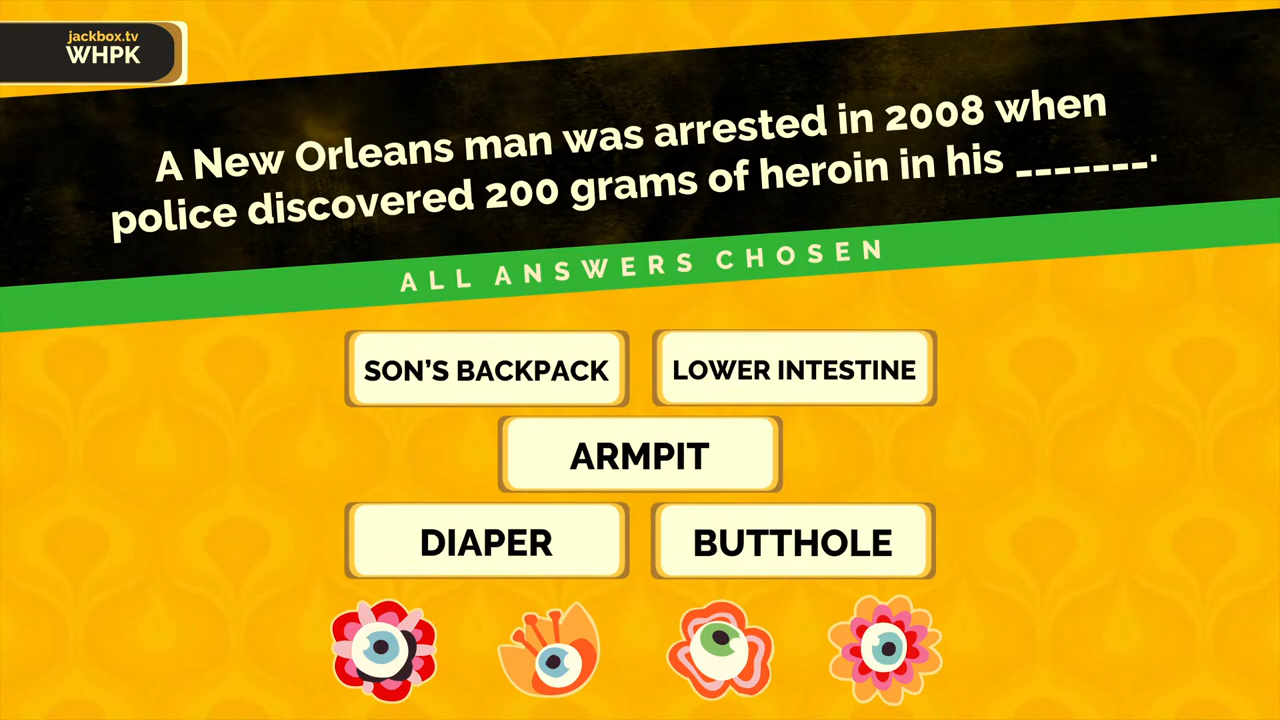 jackbox.tv
WHPK
A New Orleans man was arrested in 2008 when
police discovered 200 grams of heroin in his _______.
ALL ANSWERS CHOSEN
SON'S BACKPACK
LOWER INTESTINE
ARMPIT
DIAPER
BUTTHOLE